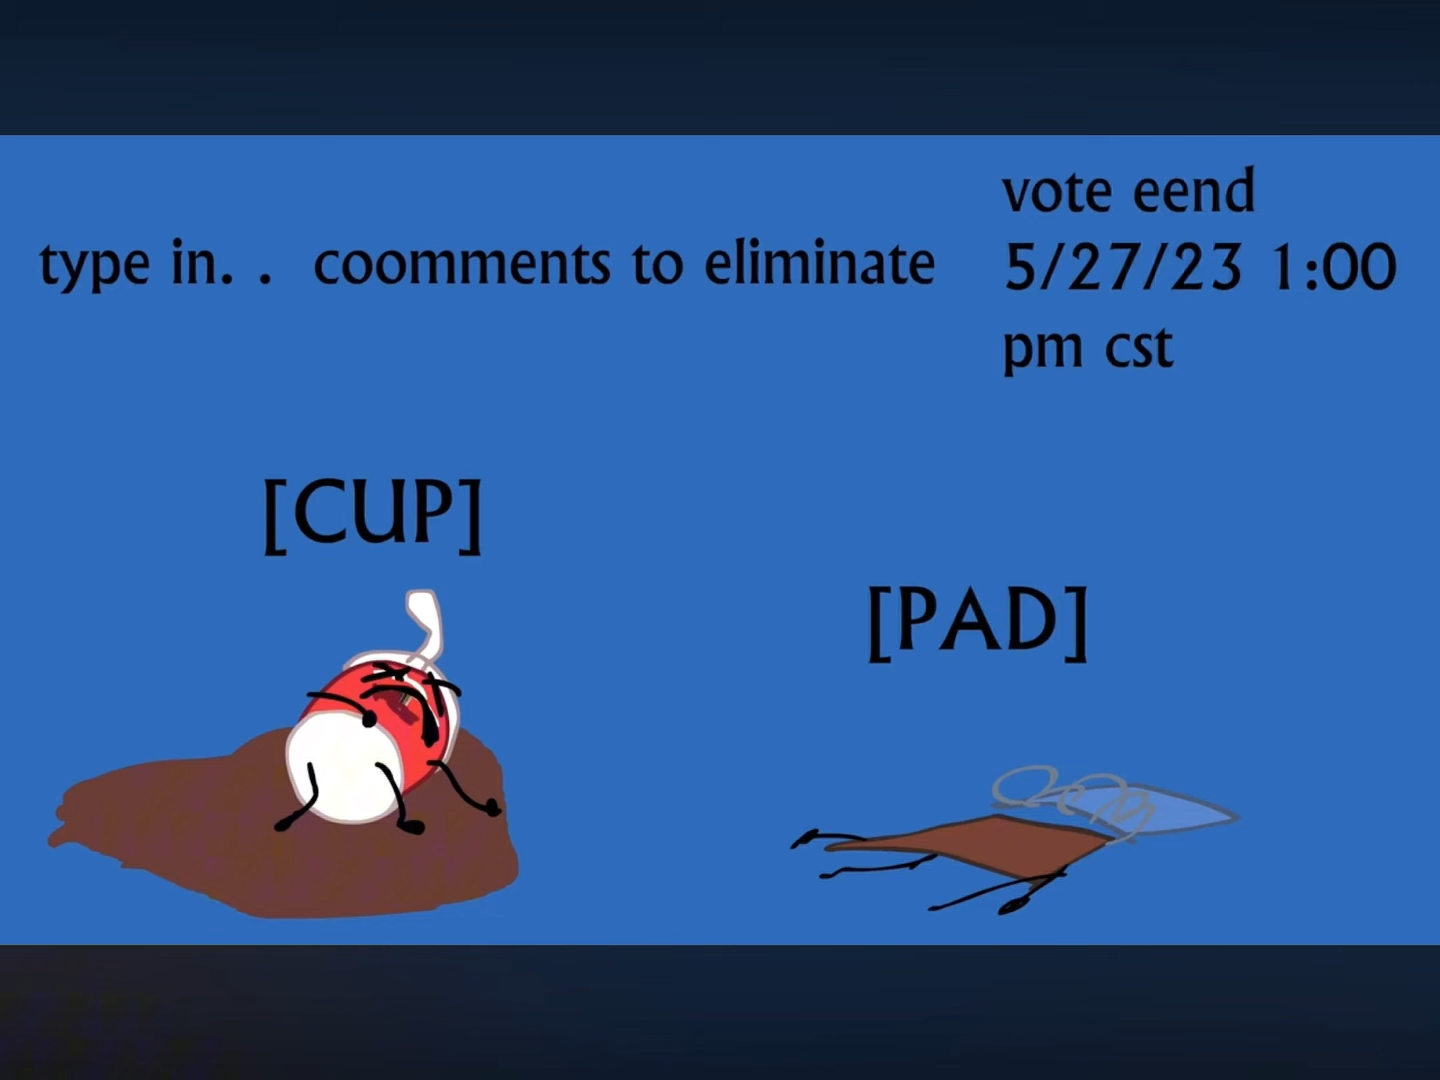 type in. .  coomments to eliminate
vote eend
5/27/23 1:00
pm cst
[CUP]
[PAD]